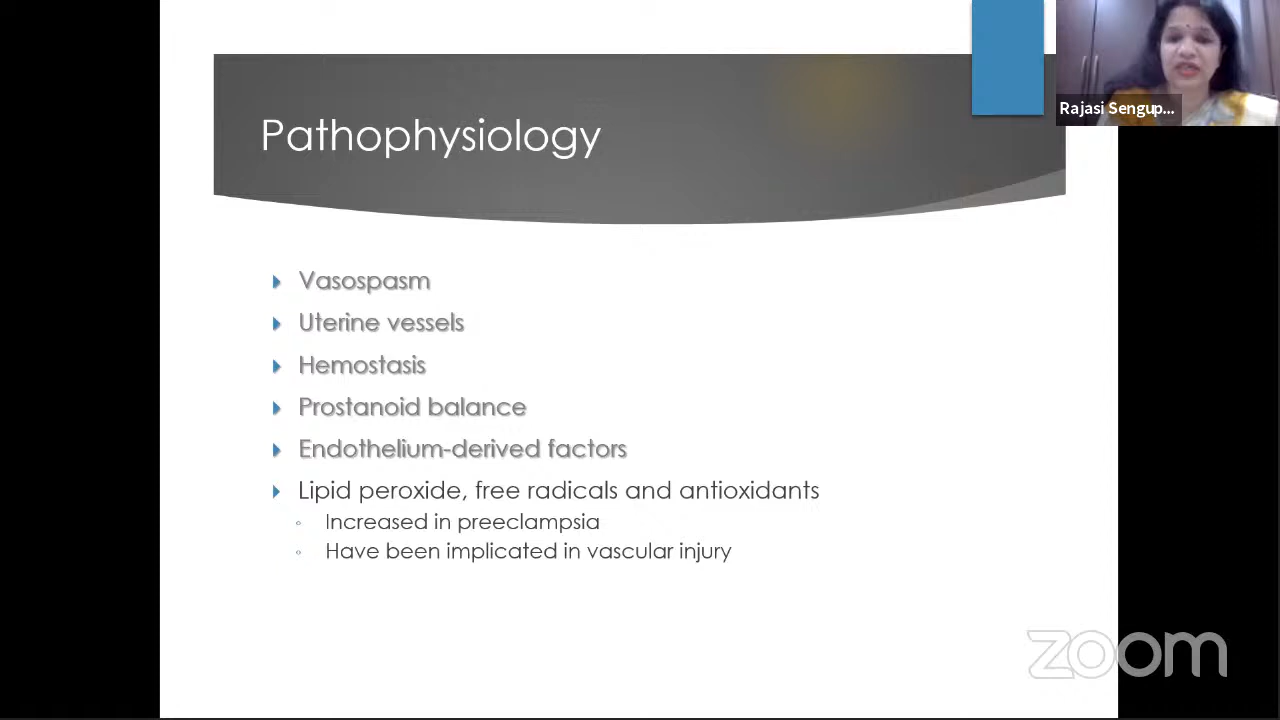 Pathophysiology
Rajasi Sengup...
Vasospasm
Uterine vessels
Hemostasis
Prostanoid balance
Endothelium-derived factors
Lipid peroxide, free radicals and antioxidants
Increased in preeclampsia
Have been implicated in vascular injury
zoom